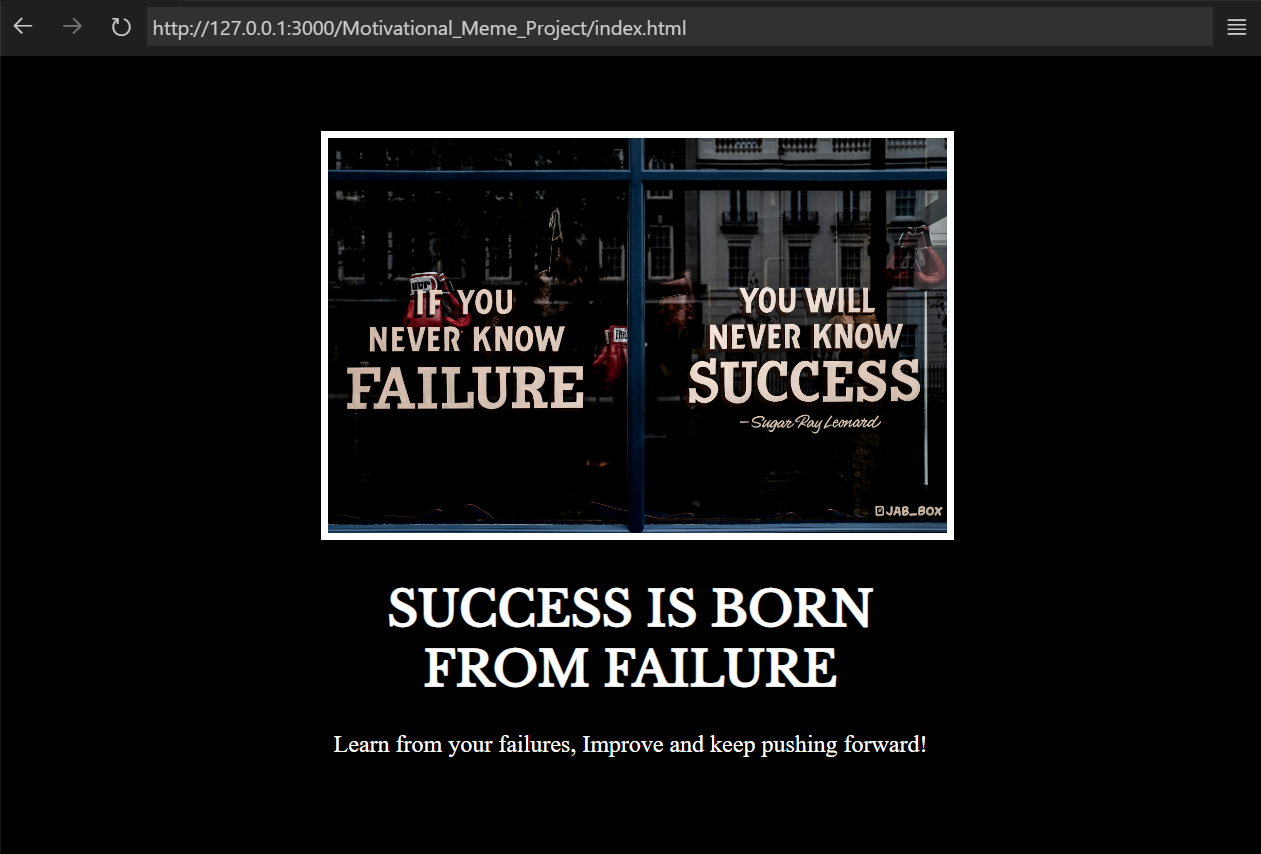 http://127.0.0.1:3000/Motivational_Meme_Project/index.html
IF YOU
NEVER KNOW
FAILURE
YOU WILL
NEVER KNOW
SUCCESS
—Sugar Ray Leonard
JAB_BOX
SUCCESS IS BORN
FROM FAILURE
Learn from your failures, Improve and keep pushing forward!